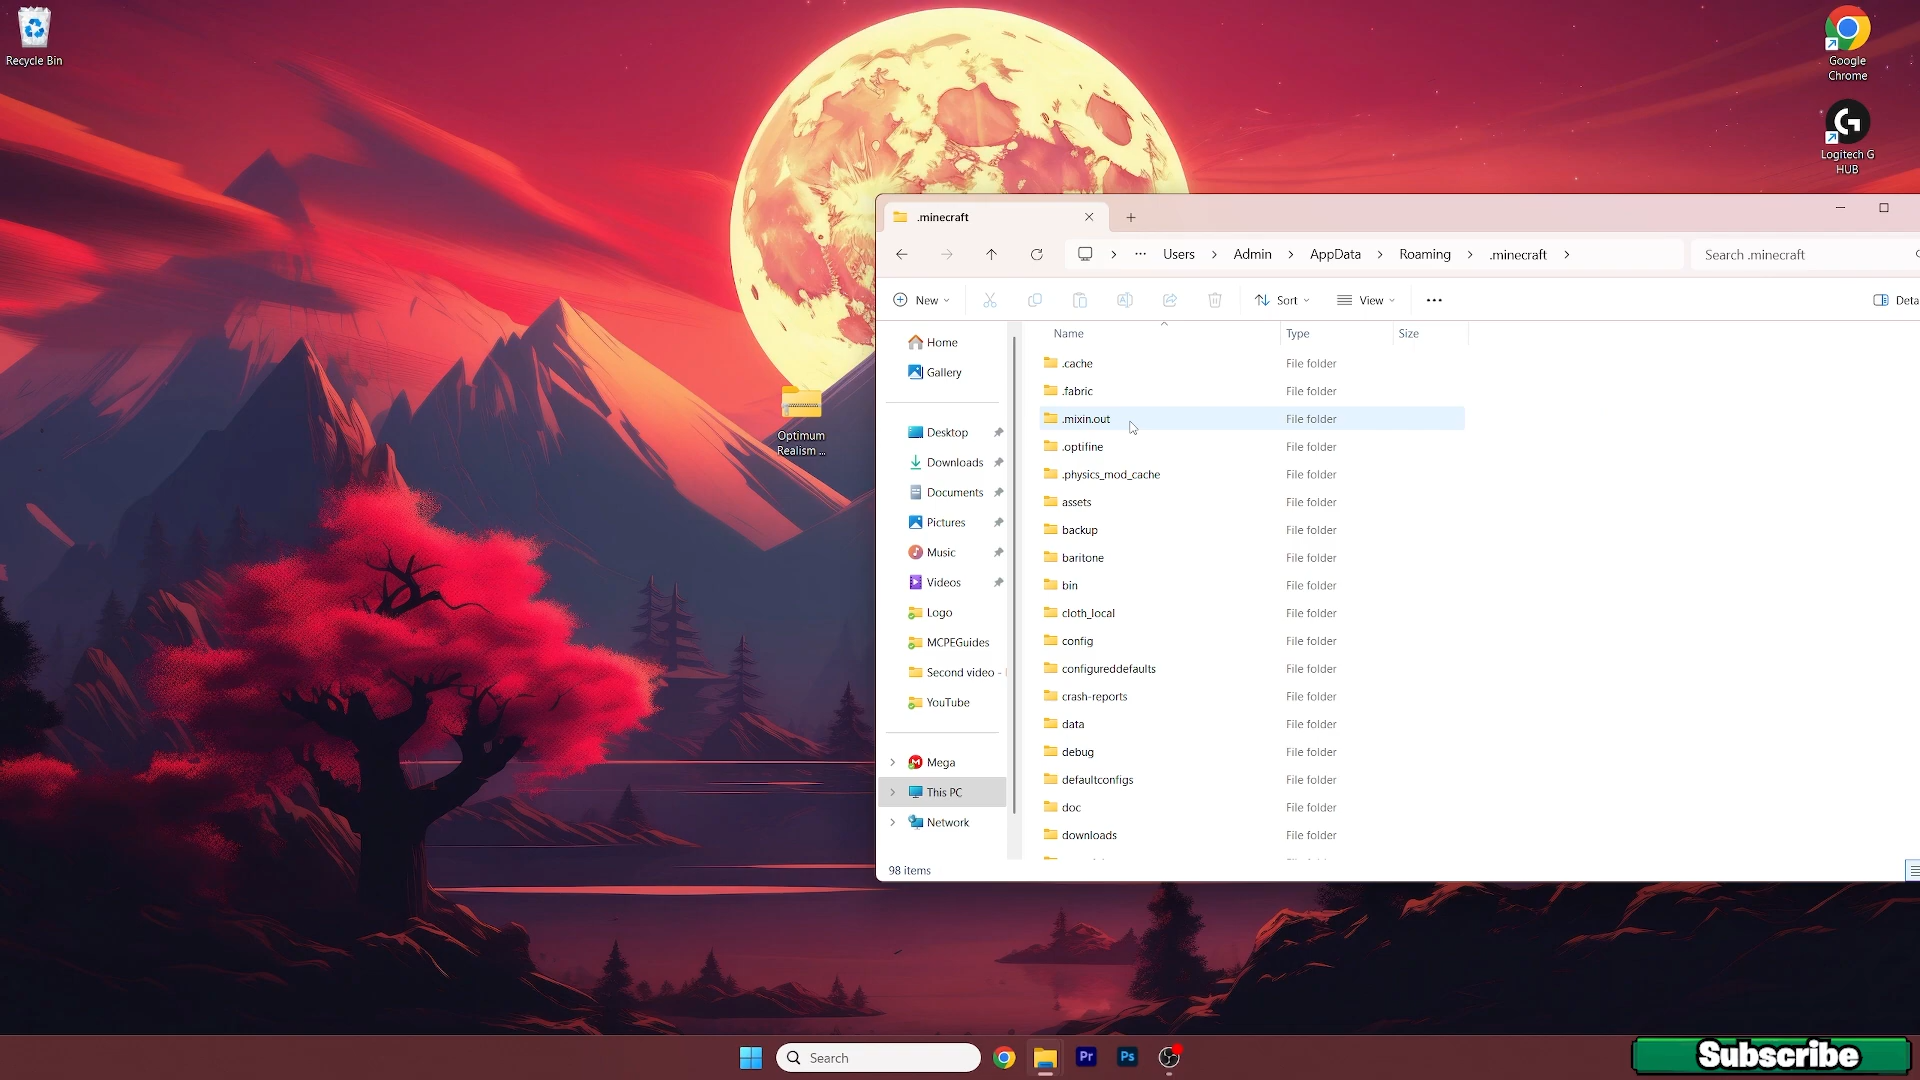 Recycle Bin
Google
Chrome
Logitech G
HUB
Optimum
Realism ...
.minecraft
Users
Admin
AppData
Roaming
.minecraft
Search .minecraft
New
Sort
View
Deta
Name
Type
Size
Home
Gallery
Desktop
Downloads
Documents
Pictures
Music
Videos
Logo
MCPEGuides
Second video -
YouTube
Mega
This PC
Network
.cache File folder
.fabric File folder
.mixin.out File folder
.optifine File folder
.physics_mod_cache File folder
assets File folder
backup File folder
baritone File folder
bin File folder
cloth_local File folder
config File folder
configureddefaults File folder
crash-reports File folder
data File folder
debug File folder
defaultconfigs File folder
doc File folder
downloads File folder
98 items
Search
Pr
Ps
Subscribe